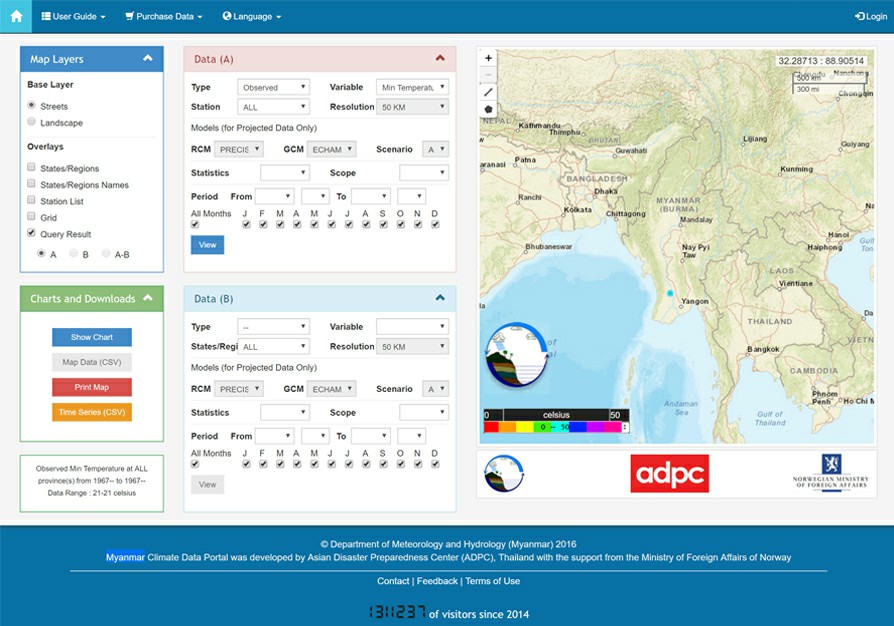 User Guide Purchase Data Language Login
Map Layers
Base Layer
Streets
Landscape
Overlays
States/Regions
States/Regions Names
Station List
Grid
Query Result
A B A-B
Charts and Downloads
Show Chart
Map Data (CSV)
Print Map
Time Series (CSV)
Observed Min Temperature at ALL
province(s) from 1967-- to 1967--
Data Range : 21-21 celsius
Data (A)
Type Observed Variable Min Temperatu
Station ALL Resolution 50 KM
Models (for Projected Data Only)
RCM PRECIS GCM ECHAM Scenario A
Statistics Scope
Period From To
All Months J F M A M J J A S O N D
View
Data (B)
Type -- Variable
States/Regi ALL Resolution 50 KM
Models (for Projected Data Only)
RCM PRECIS GCM ECHAM Scenario A
Statistics Scope
Period From To
All Months J F M A M J J A S O N D
View
+
32.28713 : 88.90514
500 km
300 mi
Nanchong
Chongqin
NEPAL
Kathmandu
Thimphu
BHUTAN
Lijiang
Guiyang
Guwahati
aranasi
Patna
Kunming
BANGLADESH
Dhaka
Ranchi
MYANMAR
(BURMA)
Kolkata
Chittagong
Mandalay
Hanoi
Haiphong
Bhubaneswar
Nay Pyi
Taw
Gulf
Ton
LAOS
Vientiane
Yangon
THAILAND
DA
VIETN
Bangkok
CAMBODIA
Phnom
Penh
Ho Chi M
Andaman
Sea
Gulf of
Thailand
of
0 celsius 50
0 50
adpc
NORWEGIAN MINISTRY
OF FOREIGN AFFAIRS
© Department of Meteorology and Hydrology (Myanmar) 2016
Myanmar Climate Data Portal was developed by Asian Disaster Preparedness Center (ADPC), Thailand with the support from the Ministry of Foreign Affairs of Norway
Contact | Feedback | Terms of Use
1311237 of visitors since 2014